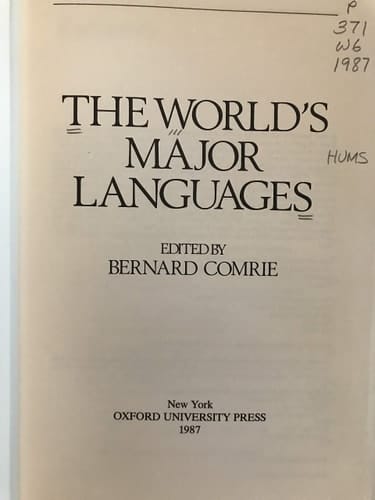 P
371
W6
1987
THE WORLD'S
MAJOR
LANGUAGES
HUMS
EDITED BY
BERNARD COMRIE
New York
OXFORD UNIVERSITY PRESS
1987